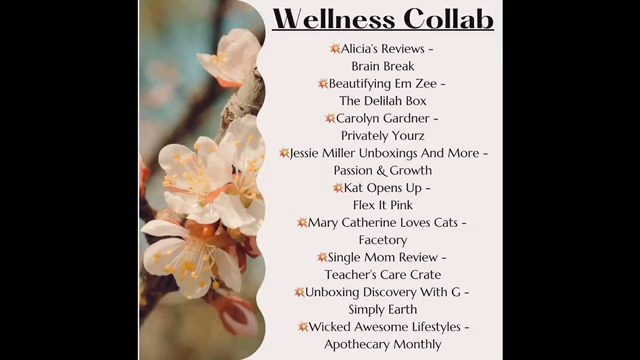 Wellness Collab
💥Alicia's Reviews -
Brain Break
💥Beautifying Em Zee -
The Delilah Box
💥Carolyn Gardner -
Privately Yourz
💥Jessie Miller Unboxings And More -
Passion & Growth
💥Kat Opens Up -
Flex It Pink
💥Mary Catherine Loves Cats -
Facetory
💥Single Mom Review -
Teacher's Care Crate
💥Unboxing Discovery With G -
Simply Earth
💥Wicked Awesome Lifestyles -
Apothecary Monthly